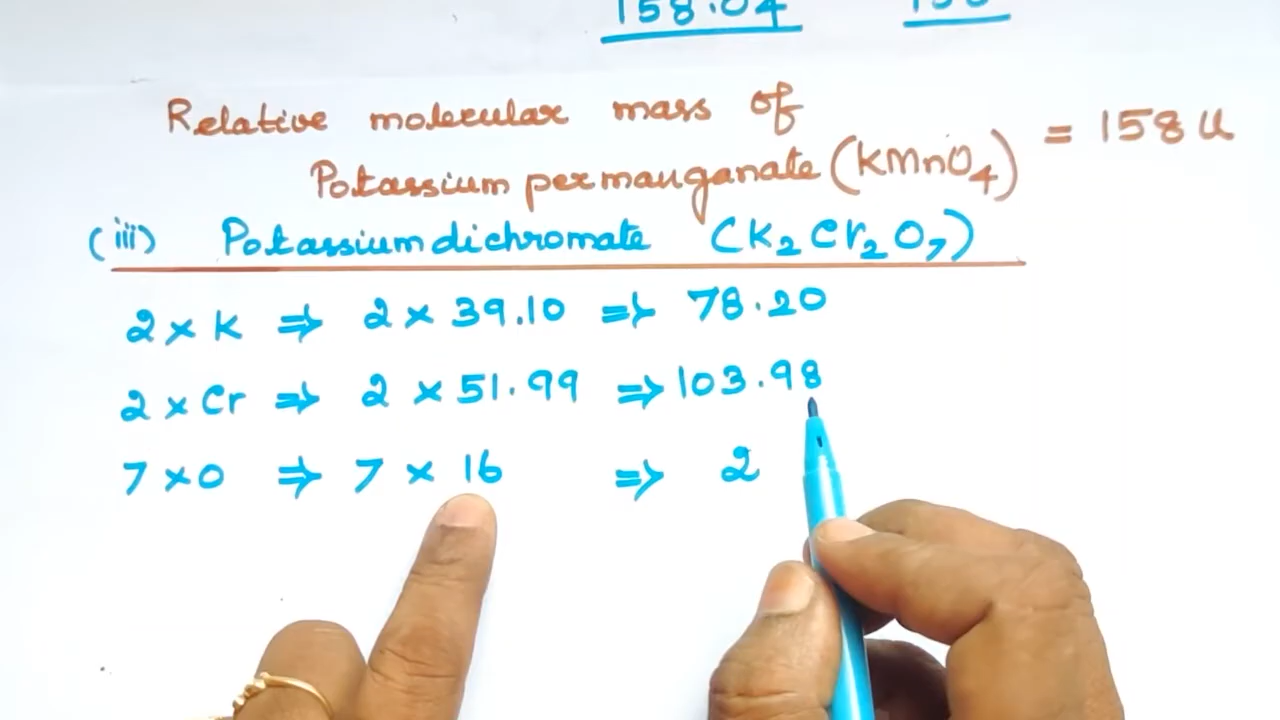 158.04
Relative molecular mass of = 158 u
Potassium permanganate (KMnO4)
(iii) Potassium dichromate (K2Cr2O7)
2 × K ⇒ 2 × 39.10 ⇒ 78.20
2 × Cr ⇒ 2 × 51.99 ⇒ 103.98
7 × O ⇒ 7 × 16 ⇒ 2